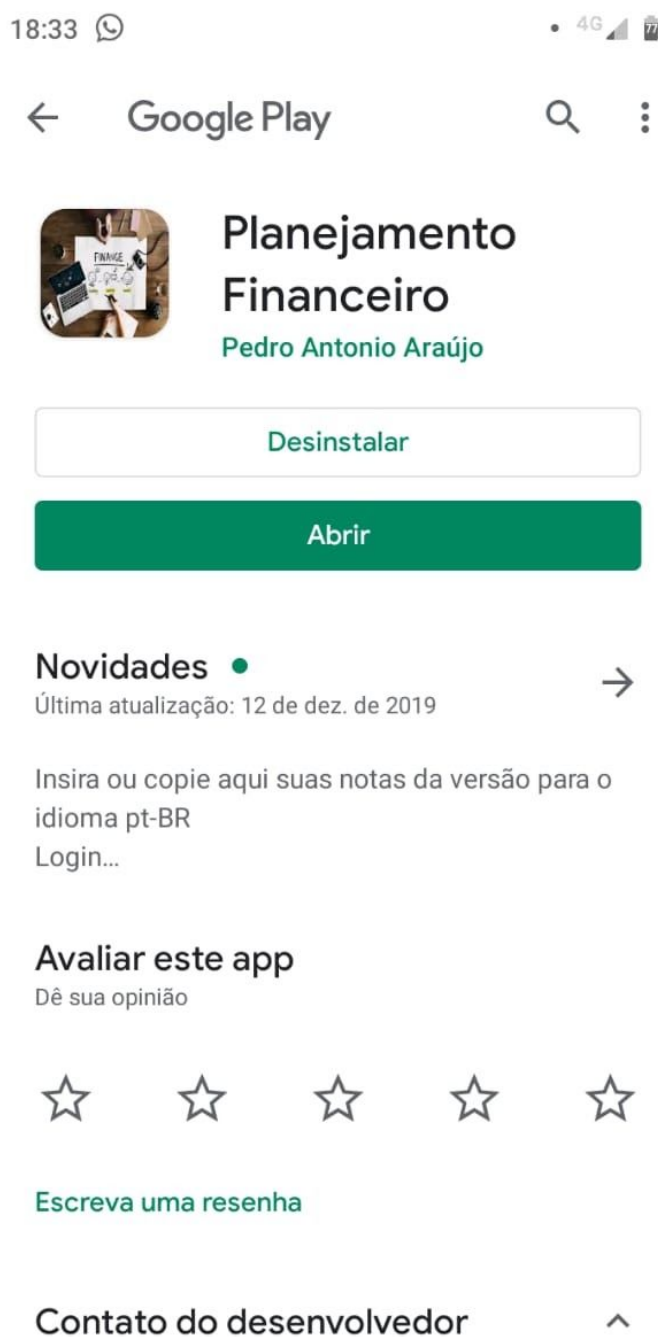 18:33
4G
77
Google Play
FINANCE
Planejamento
Financeiro
Pedro Antonio Araújo
Desinstalar
Abrir
Novidades
Última atualização: 12 de dez. de 2019
Insira ou copie aqui suas notas da versão para o
idioma pt-BR
Login...
Avaliar este app
Dê sua opinião
Escreva uma resenha
Contato do desenvolvedor